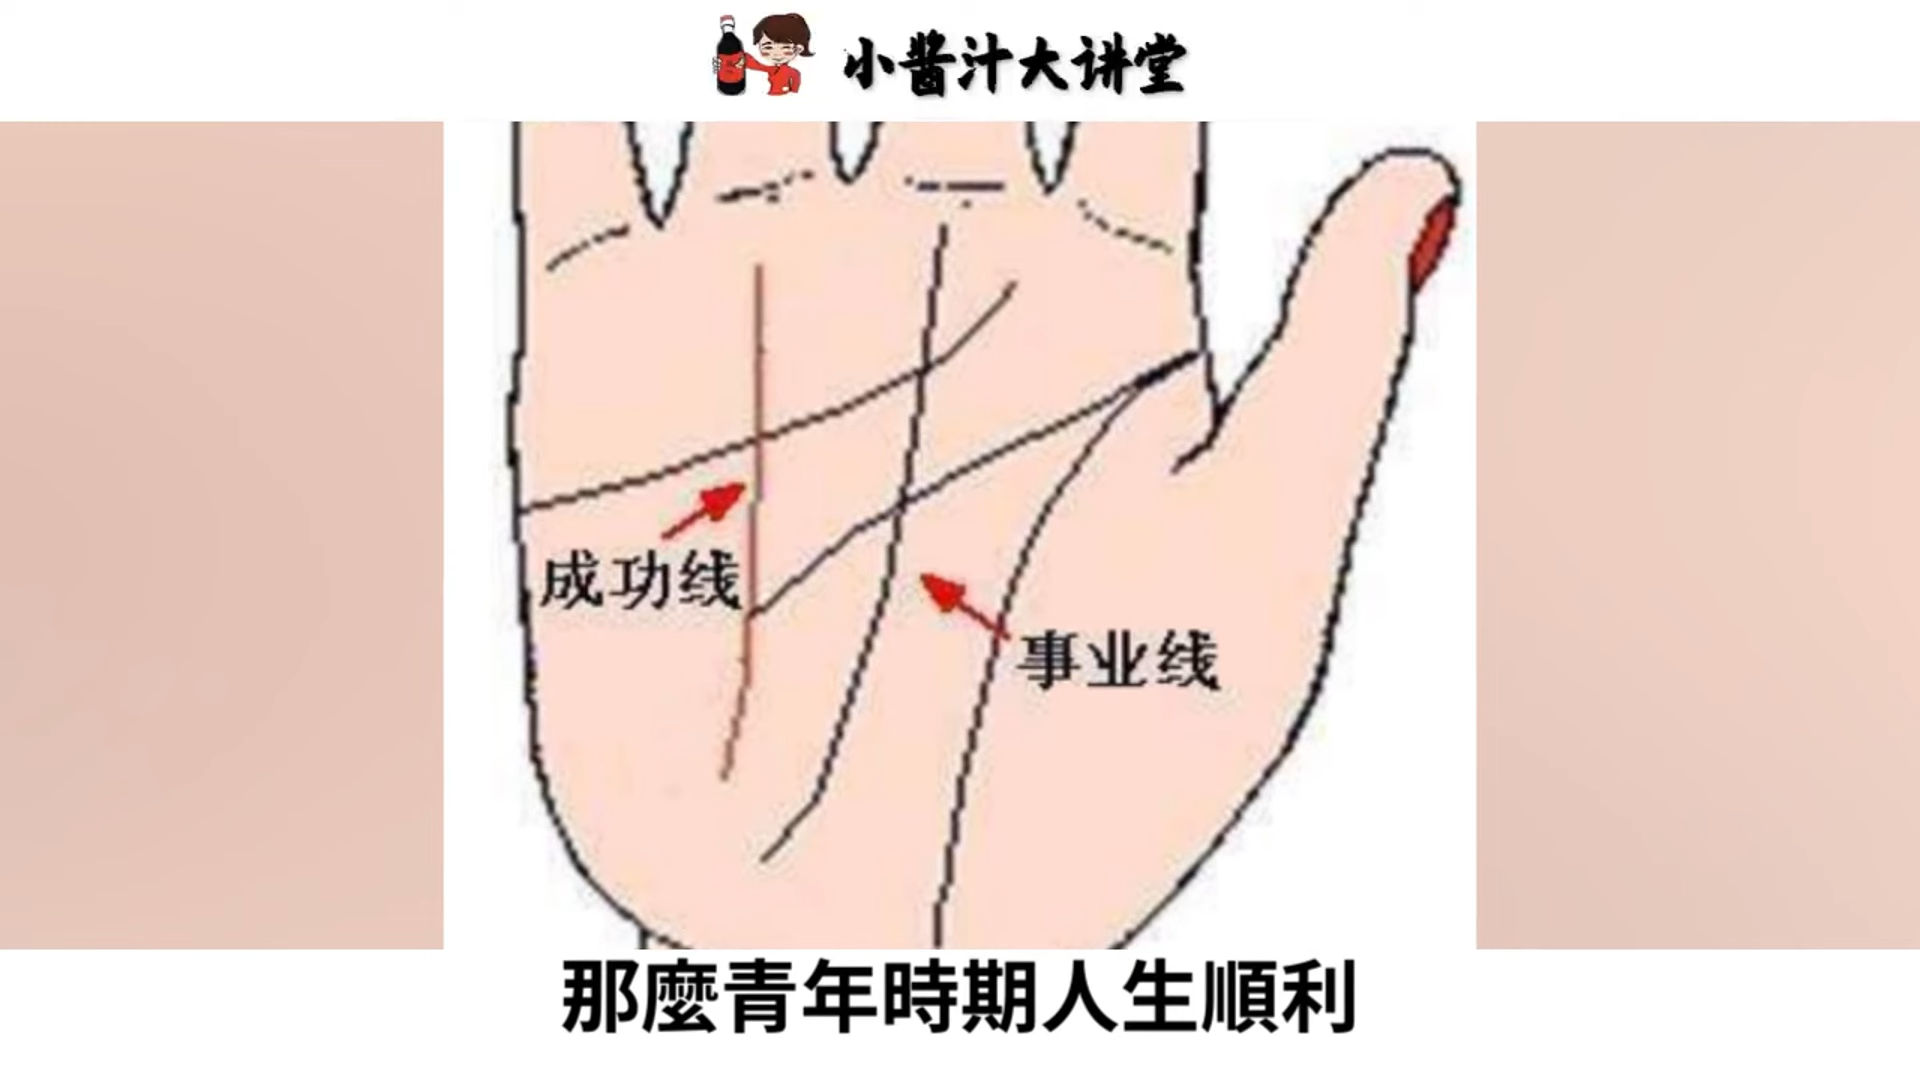 小酱汁大讲堂
成功线
事业线
那麼青年時期人生順利